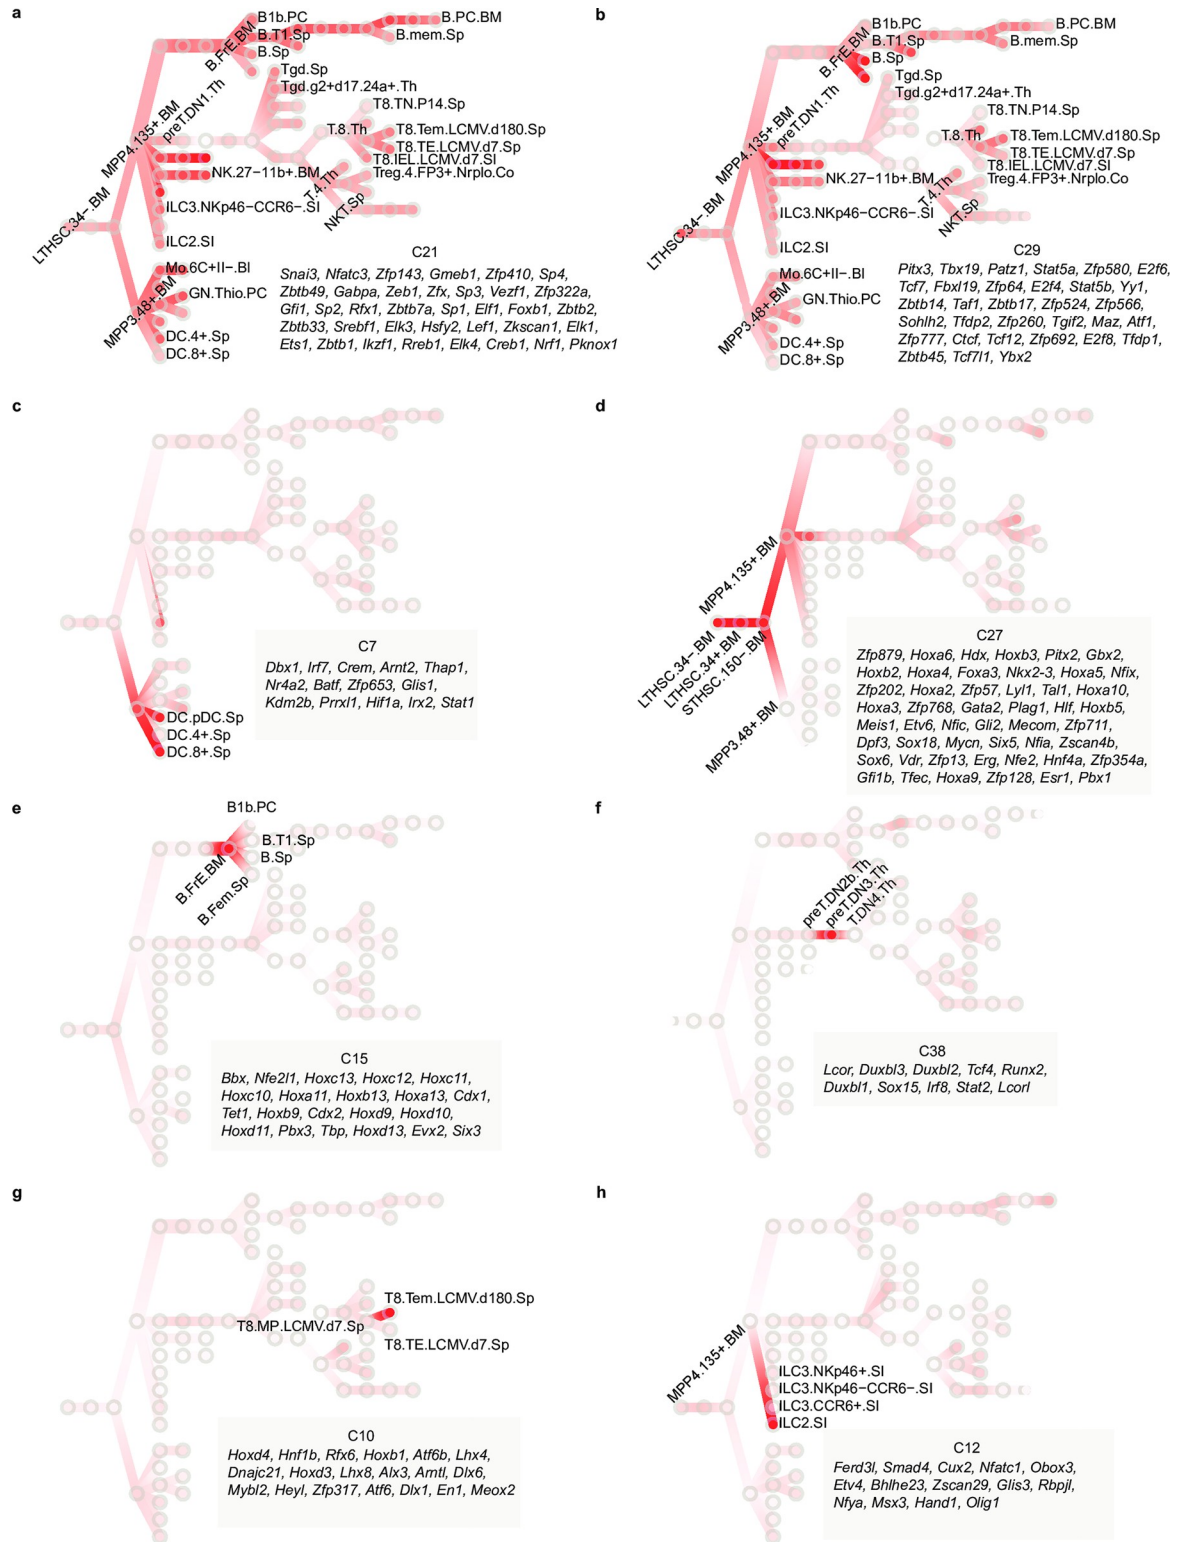 a
B1b.PC
B.PC.BM
B.FrE.BM
B.T1.Sp
B.mem.Sp
B.Sp
Tgd.Sp
Tgd.g2+d17.24a+.Th
preT.DN1.Th
MPP4.135+.BM
T8.TN.P14.Sp
T.8.Th
T8.Tem.LCMV.d180.Sp
T8.TE.LCMV.d7.Sp
T8.IEL.LCMV.d7.SI
NK.27−11b+.BM
T.4.Th
Treg.4.FP3+.Nrplo.Co
NKT.Sp
ILC3.NKp46−CCR6−.SI
LTHSC.34−.BM
ILC2.SI
Mo.6C+II−.Bl
GN.Thio.PC
MPP3.48+.BM
DC.4+.Sp
DC.8+.Sp
C21
Snai3, Nfatc3, Zfp143, Gmeb1, Zfp410, Sp4,
Zbtb49, Gabpa, Zeb1, Zfx, Sp3, Vezf1, Zfp322a,
Gfi1, Sp2, Rfx1, Zbtb7a, Sp1, Elf1, Foxb1, Zbtb2,
Zbtb33, Srebf1, Elk3, Hsfy2, Lef1, Zkscan1, Elk1,
Ets1, Zbtb1, Ikzf1, Rreb1, Elk4, Creb1, Nrf1, Pknox1
b
B1b.PC
B.PC.BM
B.FrE.BM
B.T1.Sp
B.mem.Sp
B.Sp
Tgd.Sp
Tgd.g2+d17.24a+.Th
preT.DN1.Th
MPP4.135+.BM
T8.TN.P14.Sp
T.8.Th
T8.Tem.LCMV.d180.Sp
T8.TE.LCMV.d7.Sp
T8.IEL.LCMV.d7.SI
NK.27−11b+.BM
T.4.Th
Treg.4.FP3+.Nrplo.Co
NKT.Sp
ILC3.NKp46−CCR6−.SI
LTHSC.34−.BM
ILC2.SI
Mo.6C+II−.Bl
GN.Thio.PC
MPP3.48+.BM
DC.4+.Sp
DC.8+.Sp
C29
Pitx3, Tbx19, Patz1, Stat5a, Zfp580, E2f6,
Tcf7, Fbxl19, Zfp64, E2f4, Stat5b, Yy1,
Zbtb14, Taf1, Zbtb17, Zfp524, Zfp566,
Sohlh2, Tfdp2, Zfp260, Tgif2, Maz, Atf1,
Zfp777, Ctcf, Tcf12, Zfp692, E2f8, Tfdp1,
Zbtb45, Tcf7l1, Ybx2
c
C7
Dbx1, Irf7, Crem, Arnt2, Thap1,
Nr4a2, Batf, Zfp653, Glis1,
Kdm2b, Prrxl1, Hif1a, Irx2, Stat1
DC.pDC.Sp
DC.4+.Sp
DC.8+.Sp
d
MPP4.135+.BM
LTHSC.34−.BM
LTHSC.34+.BM
STHSC.150−.BM
MPP3.48+.BM
C27
Zfp879, Hoxa6, Hdx, Hoxb3, Pitx2, Gbx2,
Hoxb2, Hoxa4, Foxa3, Nkx2-3, Hoxa5, Nfix,
Zfp202, Hoxa2, Zfp57, Lyl1, Tal1, Hoxa10,
Hoxa3, Zfp768, Gata2, Plag1, Hlf, Hoxb5,
Meis1, Etv6, Nfic, Gli2, Mecom, Zfp711,
Dpf3, Sox18, Mycn, Six5, Nfia, Zscan4b,
Sox6, Vdr, Zfp13, Erg, Nfe2, Hnf4a, Zfp354a,
Gfi1b, Tfec, Hoxa9, Zfp128, Esr1, Pbx1
e
B1b.PC
B.T1.Sp
B.Sp
B.FrE.BM
B.Fem.Sp
C15
Bbx, Nfe2l1, Hoxc13, Hoxc12, Hoxc11,
Hoxc10, Hoxa11, Hoxb13, Hoxa13, Cdx1,
Tet1, Hoxb9, Cdx2, Hoxd9, Hoxd10,
Hoxd11, Pbx3, Tbp, Hoxd13, Evx2, Six3
f
preT.DN2b.Th
preT.DN3.Th
T.DN4.Th
C38
Lcor, Duxbl3, Duxbl2, Tcf4, Runx2,
Duxbl1, Sox15, Irf8, Stat2, Lcorl
g
T8.Tem.LCMV.d180.Sp
T8.MP.LCMV.d7.Sp
T8.TE.LCMV.d7.Sp
C10
Hoxd4, Hnf1b, Rfx6, Hoxb1, Atf6b, Lhx4,
Dnajc21, Hoxd3, Lhx8, Alx3, Arntl, Dlx6,
Mybl2, Heyl, Zfp317, Atf6, Dlx1, En1, Meox2
h
MPP4.135+.BM
ILC3.NKp46+.SI
ILC3.NKp46−CCR6−.SI
ILC3.CCR6+.SI
ILC2.SI
C12
Ferd3l, Smad4, Cux2, Nfatc1, Obox3,
Etv4, Bhlhe23, Zscan29, Glis3, Rbpjl,
Nfya, Msx3, Hand1, Olig1